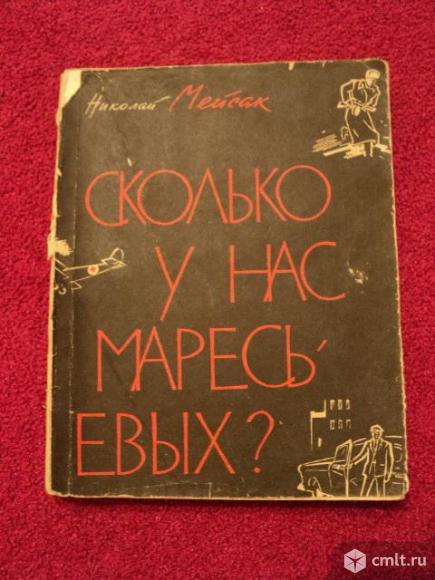 Николай Мейсак
СКОЛЬКО
У НАС
МАРЕСЬ-
ЕВЫХ?
cmlt.ru